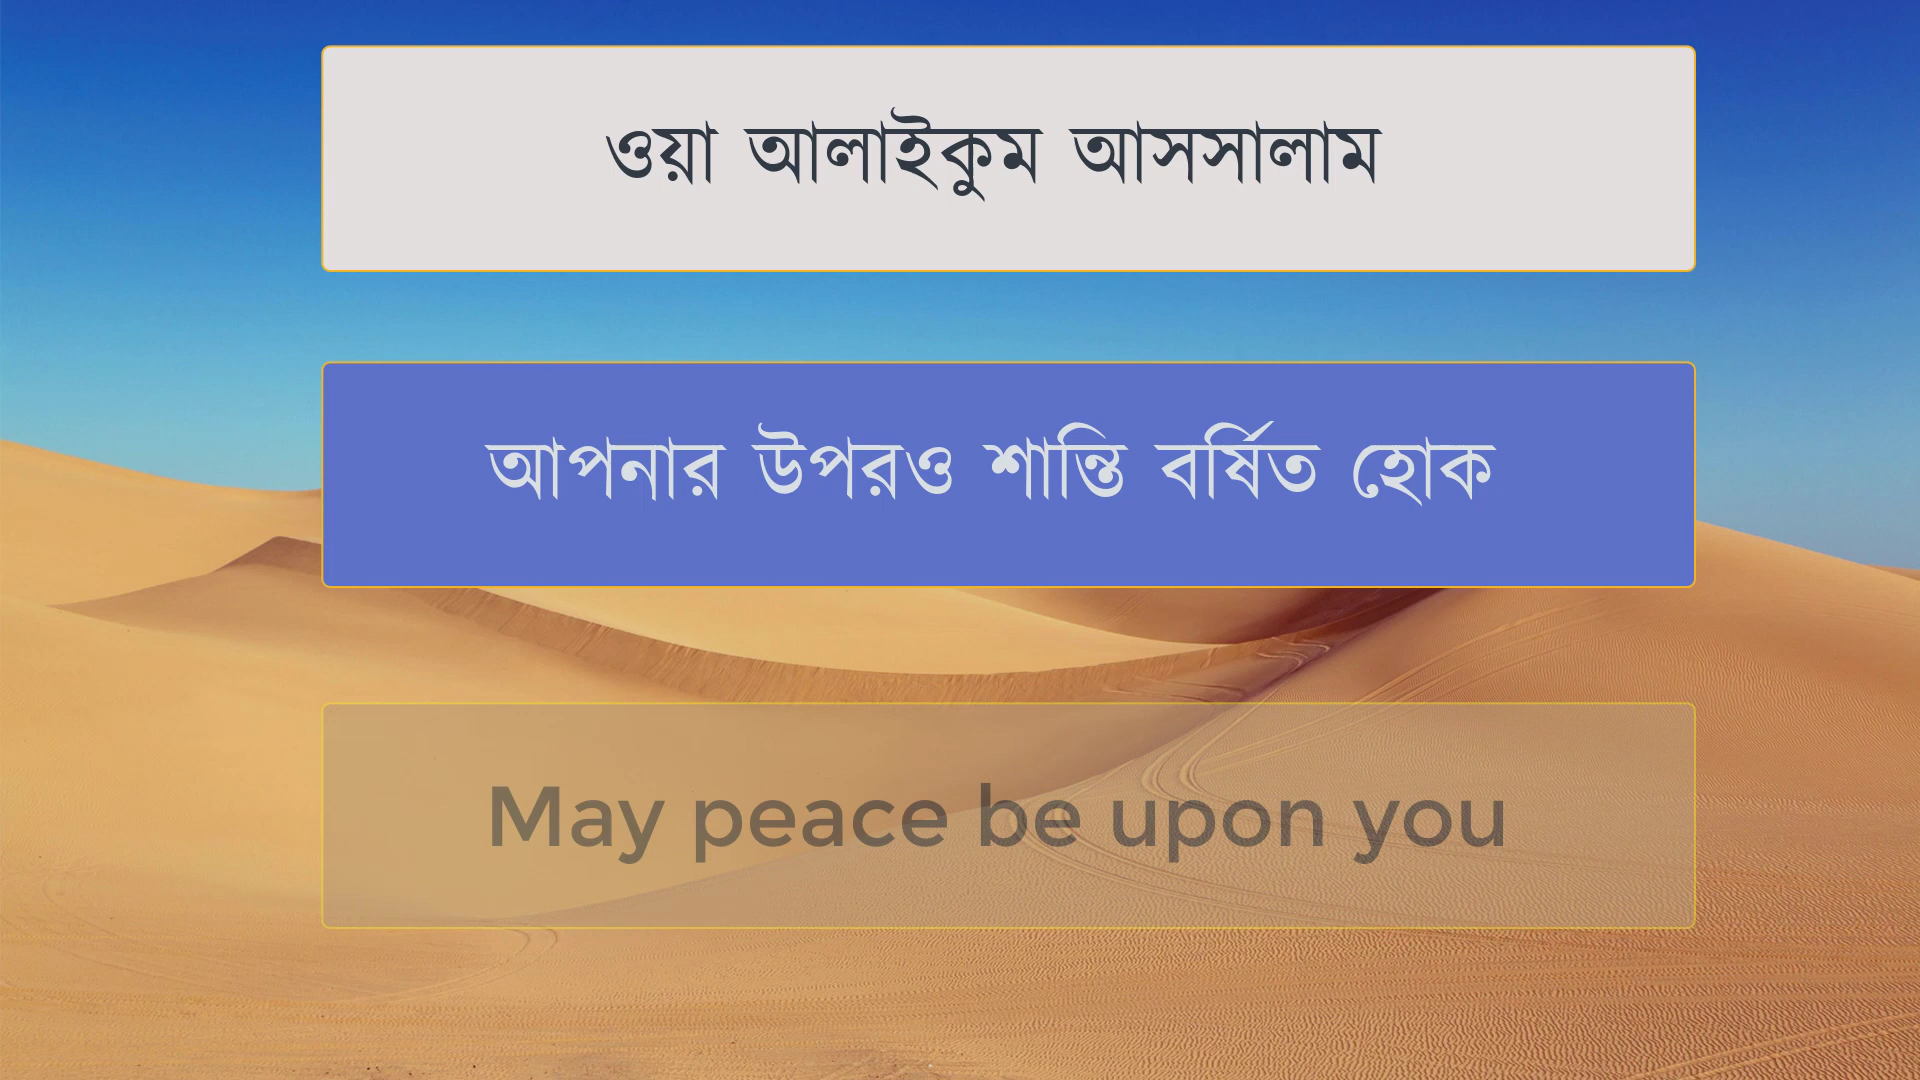 ওয়া আলাইকুম আসসালাম
আপনার উপরও শান্তি বর্ষিত হোক
May peace be upon you